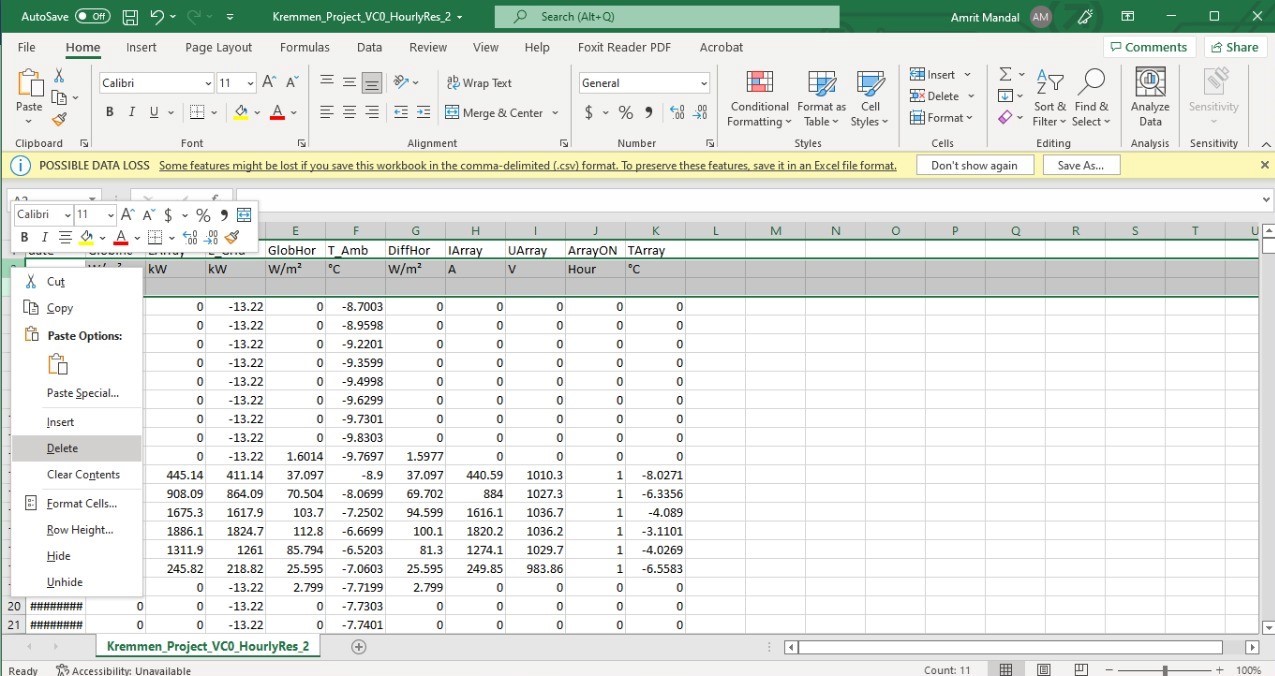 AutoSave Off Kremmen_Project_VC0_HourlyRes_2 Search (Alt+Q) Amrit Mandal AM
File Home Insert Page Layout Formulas Data Review View Help Foxit Reader PDF Acrobat Comments Share
Calibri 11 Wrap Text General Insert
Paste B I U Merge & Center $ % Conditional Formatting Format as Table Cell Styles Delete Format Sort & Filter Find & Select Analyze Data Sensitivity
Clipboard Font Alignment Number Styles Cells Editing Analysis Sensitivity
POSSIBLE DATA LOSS Some features might be lost if you save this workbook in the comma-delimited (.csv) format. To preserve these features, save it in an Excel file format. Don't show again Save As...
Calibri 11 $ %
B I E F G H I J K L M N O P Q R S T U
GlobHor T_Amb DiffHor IArray UArray ArrayON TArray
kW kW W/m² °C W/m² A V Hour °C
Cut
Copy
Paste Options:
Paste Special...
Insert
Delete
Clear Contents
Format Cells...
Row Height...
Hide
Unhide
0 -13.22 0 -8.7003 0 0 0 0 0
0 -13.22 0 -8.9598 0 0 0 0 0
0 -13.22 0 -9.2201 0 0 0 0 0
0 -13.22 0 -9.3599 0 0 0 0 0
0 -13.22 0 -9.4998 0 0 0 0 0
0 -13.22 0 -9.6299 0 0 0 0 0
0 -13.22 0 -9.7301 0 0 0 0 0
0 -13.22 0 -9.8303 0 0 0 0 0
0 -13.22 1.6014 -9.7697 1.5977 0 0 0 0
445.14 411.14 37.097 -8.9 37.097 440.59 1010.3 1 -8.0271
908.09 864.09 70.504 -8.0699 69.702 884 1027.3 1 -6.3356
1675.3 1617.9 103.7 -7.2502 94.599 1616.1 1036.7 1 -4.089
1886.1 1824.7 112.8 -6.6699 100.1 1820.2 1036.2 1 -3.1101
1311.9 1261 85.794 -6.5203 81.3 1274.1 1029.7 1 -4.0269
245.82 218.82 25.595 -7.0603 25.595 249.85 983.86 1 -6.5583
0 -13.22 2.799 -7.7199 2.799 0 0 0 0
20 ######## 0 0 -13.22 0 -7.7303 0 0 0 0 0
21 ######## 0 0 -13.22 0 -7.7401 0 0 0 0 0
Kremmen_Project_VC0_HourlyRes_2
Ready Accessibility: Unavailable Count: 11 100%